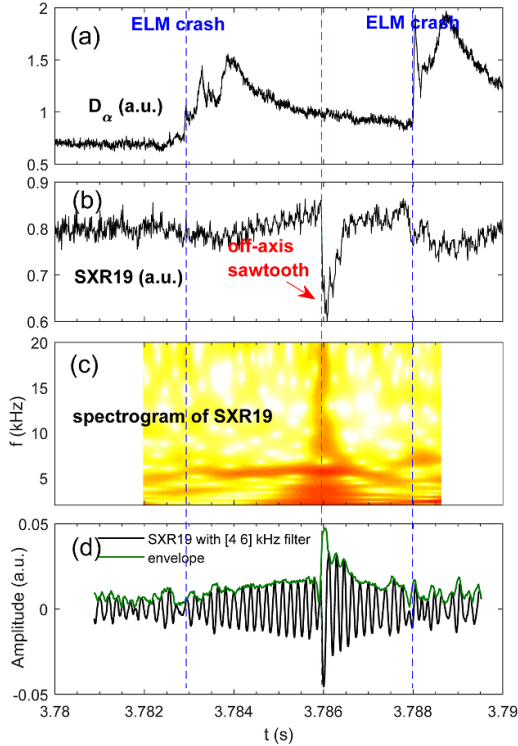 (a)
ELM crash
ELM crash
2
1.5
1
0.5
D
α
(a.u.)
(b)
0.9
0.8
0.7
0.6
SXR19 (a.u.)
off-axis
sawtooth
(c)
20
15
10
5
f (kHz)
spectrogram of SXR19
(d)
SXR19 with [4 6] kHz filter
envelope
0.05
0
-0.05
Amplitude (a.u.)
3.78
3.782
3.784
3.786
3.788
3.79
t (s)